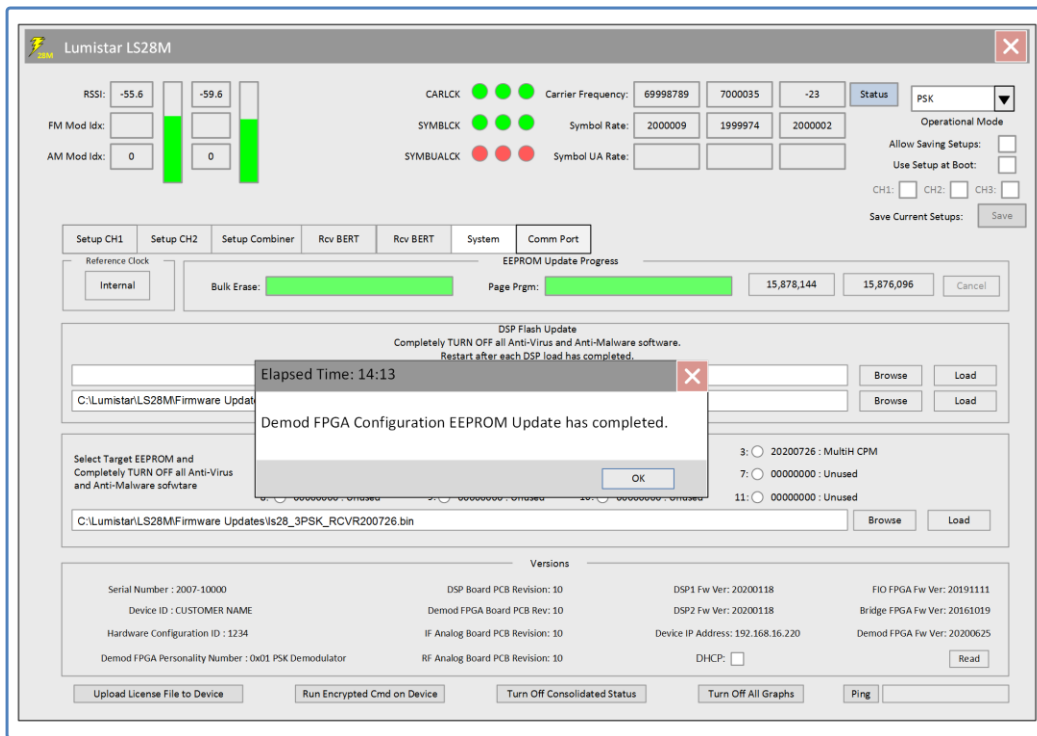 28M
Lumistar LS28M
RSSI: -55.6 -59.6
CARLCK
Carrier Frequency: 69998789 7000035 -23
Status
PSK
FM Mod Idx:
SYMBLCK
Symbol Rate: 2000009 1999974 2000002
Operational Mode
AM Mod Idx: 0 0
SYMBUALCK
Symbol UA Rate:
Allow Saving Setups:
Use Setup at Boot:
CH1: CH2: CH3:
Save Current Setups: Save
Setup CH1 Setup CH2 Setup Combiner Rcv BERT Rcv BERT System Comm Port
Reference Clock
Internal
EEPROM Update Progress
Bulk Erase: Page Prgm: 15,878,144 15,876,096 Cancel
DSP Flash Update
Completely TURN OFF all Anti-Virus and Anti-Malware software.
Restart after each DSP load has completed.
Browse Load
C:\Lumistar\LS28M\Firmware Updat
Browse Load
Elapsed Time: 14:13
Demod FPGA Configuration EEPROM Update has completed.
OK
Select Target EEPROM and
Completely TURN OFF all Anti-Virus
and Anti-Malware sofwtare
3: 20200726 : MultiH CPM
7: 00000000 : Unused
8: 00000000 : Unused 9: 00000000 : Unused 10: 00000000 : Unused 11: 00000000 : Unused
C:\Lumistar\LS28M\Firmware Updates\ls28_3PSK_RCVR200726.bin
Browse Load
Versions
Serial Number : 2007-10000 DSP Board PCB Revision: 10 DSP1 Fw Ver: 20200118 FIO FPGA Fw Ver: 20191111
Device ID : CUSTOMER NAME Demod FPGA Board PCB Rev: 10 DSP2 Fw Ver: 20200118 Bridge FPGA Fw Ver: 20161019
Hardware Configuration ID : 1234 IF Analog Board PCB Revision: 10 Device IP Address: 192.168.16.220 Demod FPGA Fw Ver: 20200625
Demod FPGA Personality Number : 0x01 PSK Demodulator RF Analog Board PCB Revision: 10 DHCP: Read
Upload License File to Device Run Encrypted Cmd on Device Turn Off Consolidated Status Turn Off All Graphs Ping